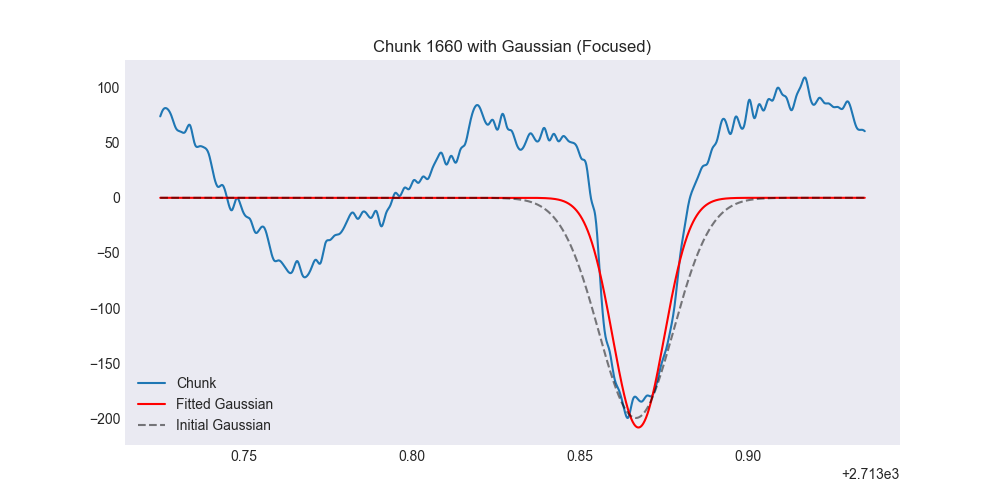 Chunk 1660 with Gaussian (Focused)
100
50
0
−50
−100
−150
−200
Chunk
Fitted Gaussian
Initial Gaussian
0.75 0.80 0.85 0.90
+2.713e3